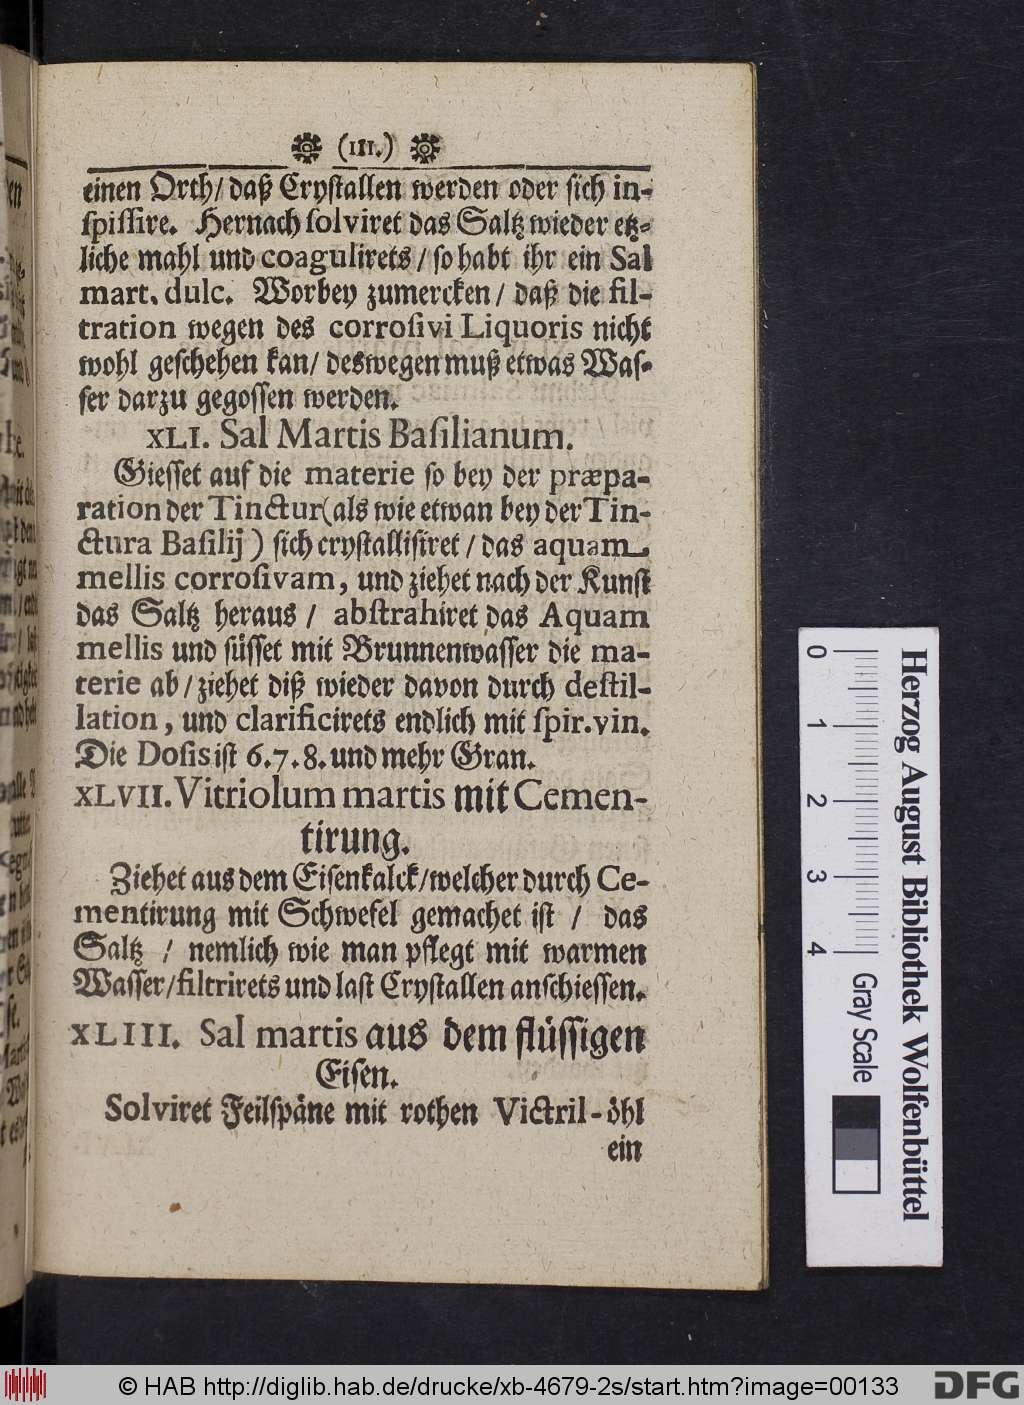 (111.)
einen Orth/ daß Crystallen werden oder sich in-
spissire. Hernach solviret das Saltz wieder etz-
liche mahl und coagulirets / so habt ihr ein Sal
mart. dulc. Worbey zumercken / daß die fil-
tration wegen des corrosivi Liquoris nicht
wohl geschehen kan/ deswegen muß etwas Was-
ser darzu gegossen werden.
XLI. Sal Martis Basilianum.
Giesset auf die materie so bey der præpa-
ration der Tinctur (als wie etwan bey der Tin-
ctura Basilij) sich crystallisiret / das aquam
mellis corrosivam, und ziehet nach der Kunst
das Saltz heraus / abstrahiret das Aquam
mellis und süsset mit Brunnenwasser die ma-
terie ab / ziehet diß wieder davon durch destil-
lation, und clarificirets endlich mit spir. vin.
Die Dosis ist 6. 7. 8. und mehr Gran.
XLVII. Vitriolum martis mit Cemen-
tirung.
Ziehet aus dem Eisenkalck/welcher durch Ce-
mentirung mit Schwefel gemachet ist / das
Saltz / nemlich wie man pflegt mit warmen
Wasser/filtrirets und last Crystallen anschiessen.
XLIII. Sal martis aus dem flüssigen
Eisen.
Solviret Feilspäne mit rothen Victril-öhl
ein
0 1 2 3 4
Gray Scale
Herzog August Bibliothek Wolfenbüttel
© HAB http://diglib.hab.de/drucke/xb-4679-2s/start.htm?image=00133
DFG